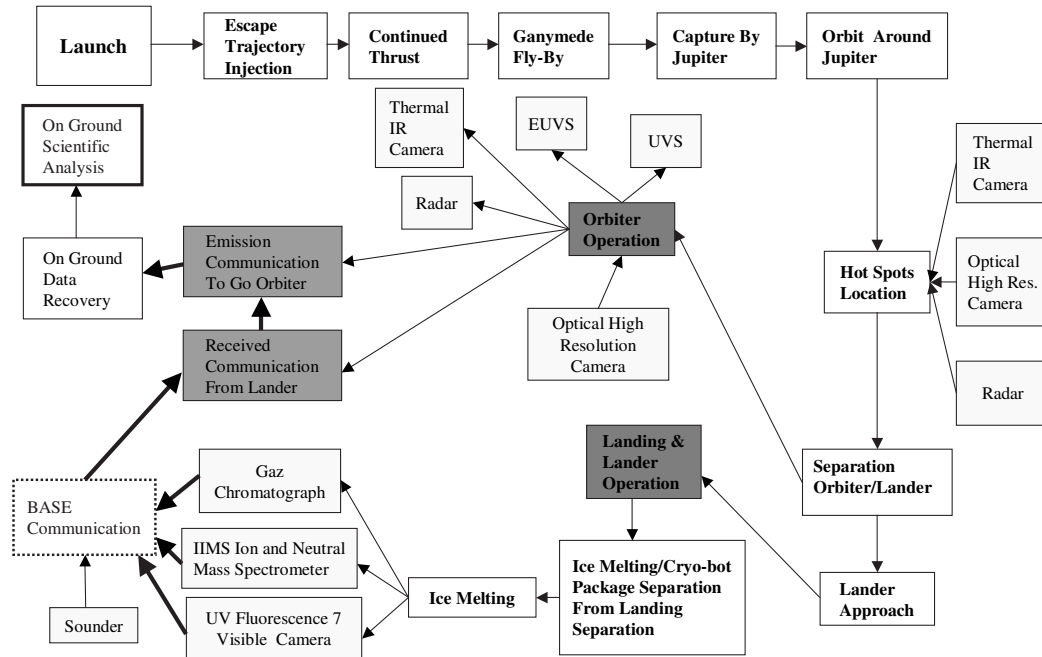 Launch
Escape
Trajectory
Injection
Continued
Thrust
Ganymede
Fly-By
Capture By
Jupiter
Orbit Around
Jupiter
On Ground
Scientific
Analysis
Thermal
IR
Camera
EUVS
UVS
Thermal
IR
Camera
Radar
Orbiter
Operation
On Ground
Data
Recovery
Emission
Communication
To Go Orbiter
Hot Spots
Location
Optical
High Res.
Camera
Optical High
Resolution
Camera
Received
Communication
From Lander
Radar
Landing &
Lander
Operation
Separation
Orbiter/Lander
Gaz
Chromatograph
BASE
Communication
IIMS Ion and Neutral
Mass Spectrometer
Ice Melting
Ice Melting/Cryo-bot
Package Separation
From Landing
Separation
Lander
Approach
UV Fluorescence 7
Visible Camera
Sounder